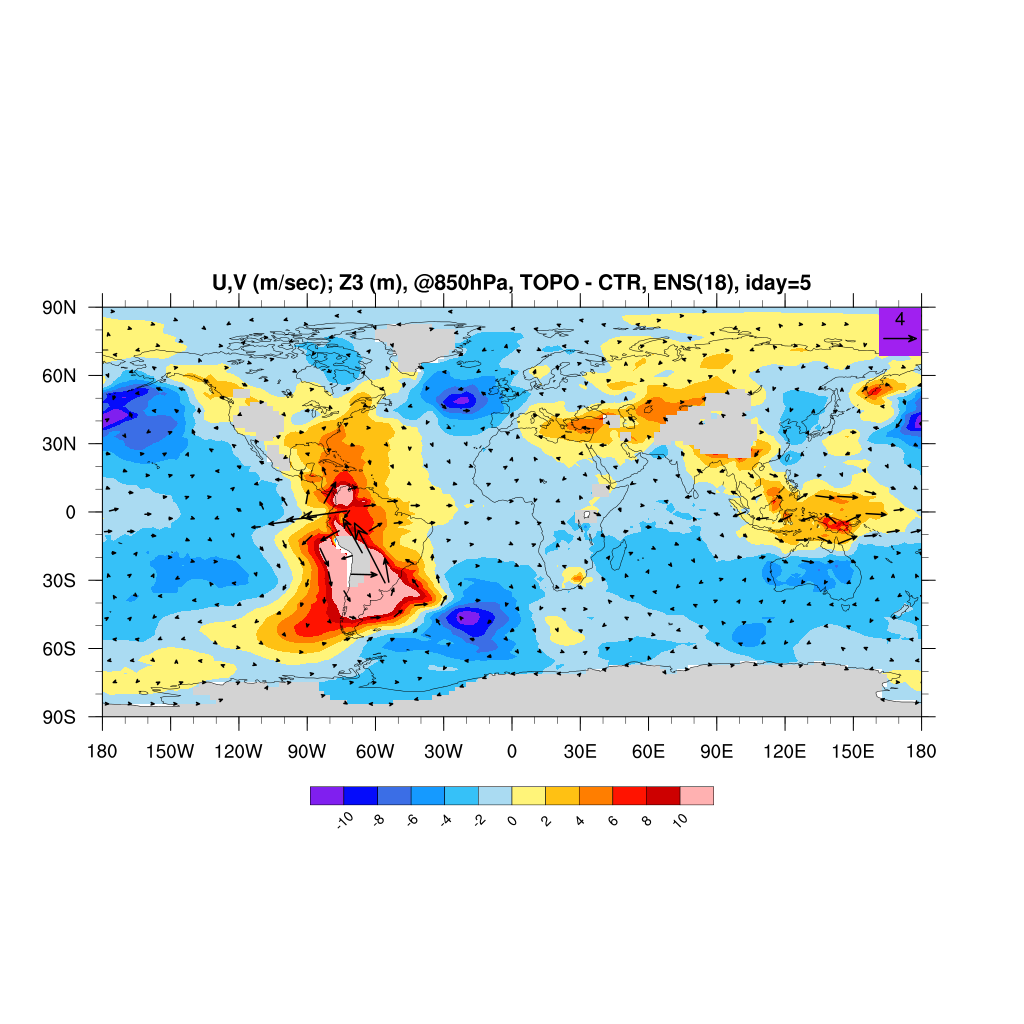 U,V (m/sec); Z3 (m), @850hPa, TOPO - CTR, ENS(18), iday=5
4
90N
60N
30N
0
30S
60S
90S
180 150W 120W 90W 60W 30W 0 30E 60E 90E 120E 150E 180
-10 -8 -6 -4 -2 0 2 4 6 8 10